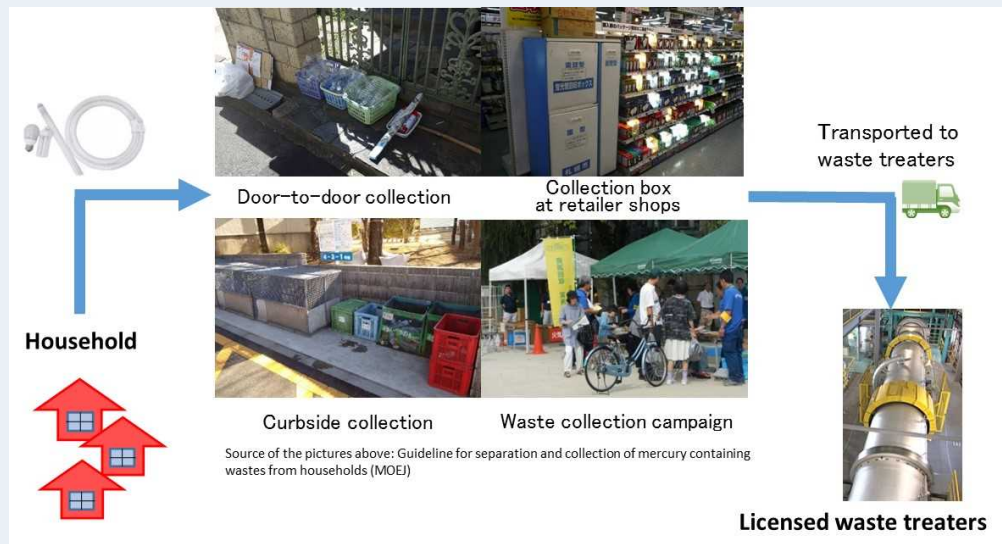 Door-to-door collection
Collection box
at retailer shops
Transported to
waste treaters
Household
Curbside collection
Waste collection campaign
Source of the pictures above: Guideline for separation and collection of mercury containing
wastes from households (MOEJ)
Licensed waste treaters